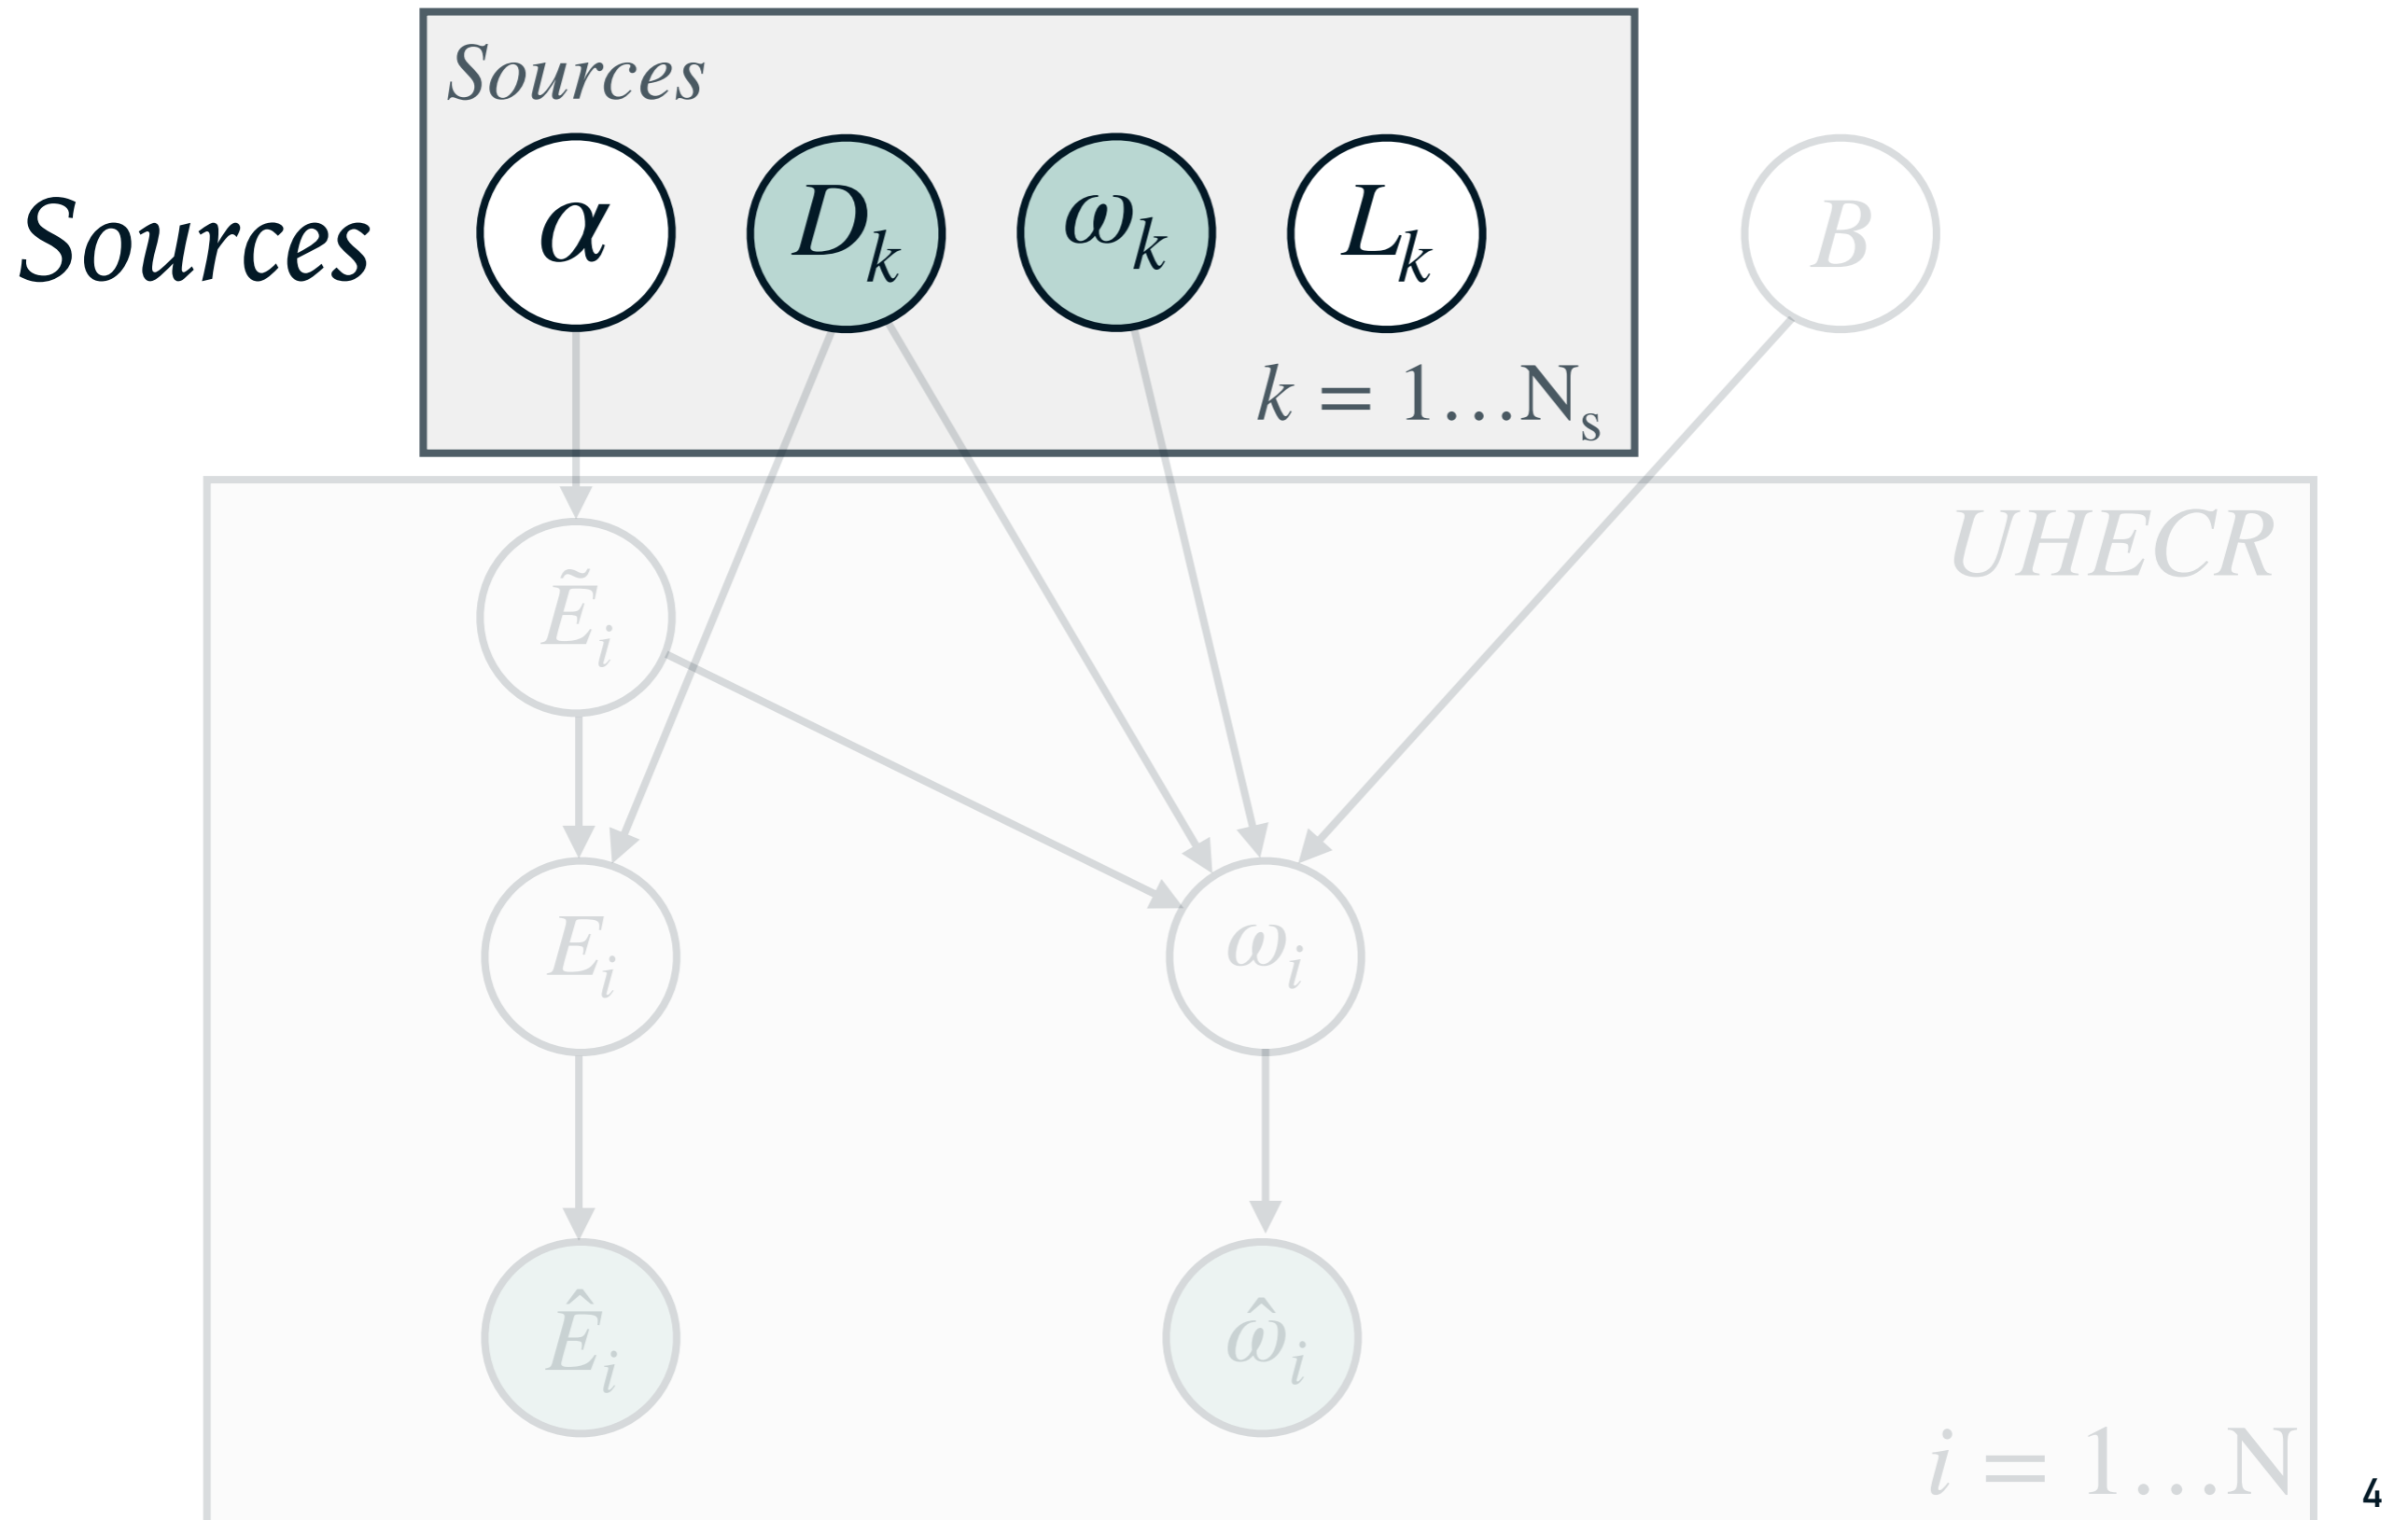 Sources
Sources
α D_k ω_k L_k B
k = 1...N_s
UHECR
Ẽ_i
E_i ω_i
Ê_i ω̂_i
i = 1...N
4